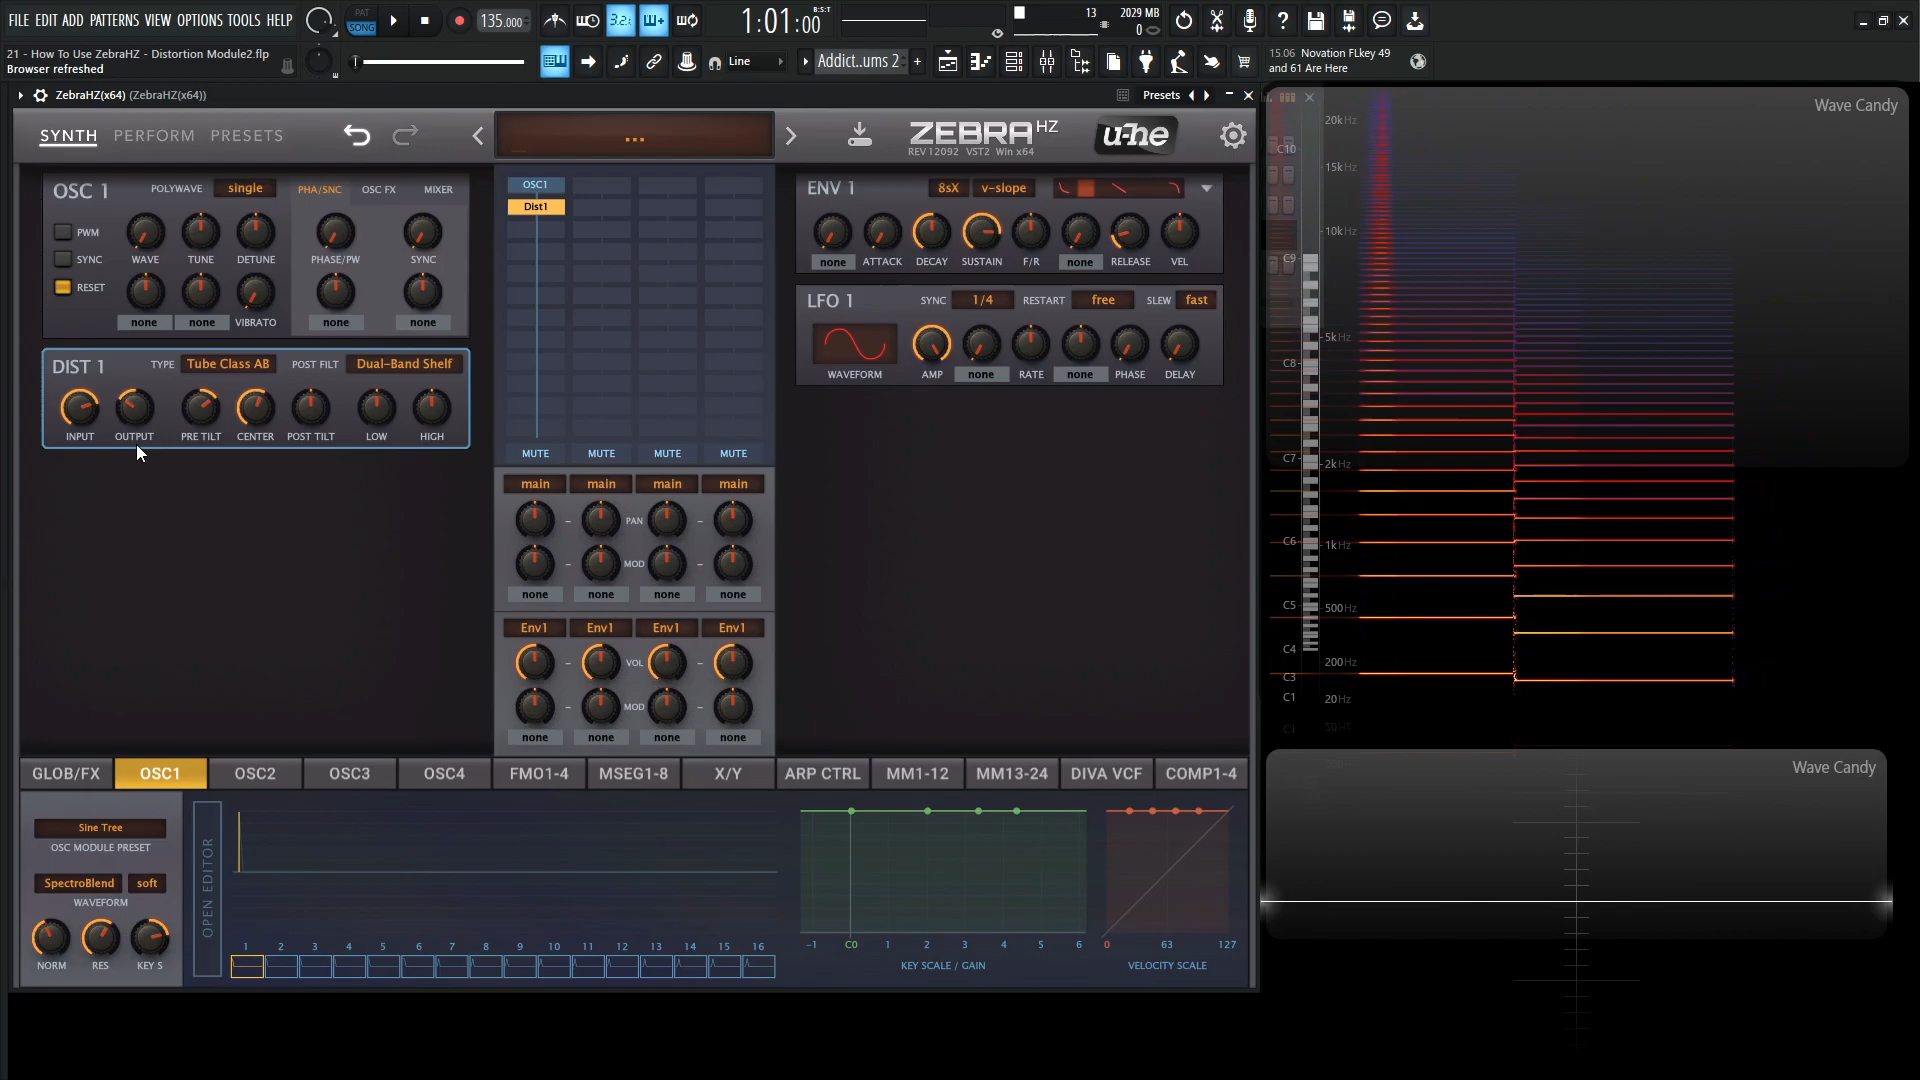 FILE EDIT ADD PATTERNS VIEW OPTIONS TOOLS HELP
PAT
SONG
135.000
3.2.:
1:01:00
B:S:T
13
2029 MB
0
21 - How To Use ZebraHZ - Distortion Module2.flp
Browser refreshed
Line
Addict..ums 2
15.06 Novation FLkey 49
and 61 Are Here
ZebraHZ(x64) (ZebraHZ(x64))
Presets
SYNTH
PERFORM
PRESETS
...
ZEBRA HZ
REV 12092 VST2 Win x64
u-he
OSC 1
POLYWAVE
single
PHA/SNC
OSC FX
MIXER
PWM
SYNC
RESET
WAVE
TUNE
DETUNE
PHASE/PW
SYNC
none
none
VIBRATO
none
none
DIST 1
TYPE
Tube Class AB
POST FILT
Dual-Band Shelf
INPUT
OUTPUT
PRE TILT
CENTER
POST TILT
LOW
HIGH
OSC1
Dist1
MUTE
MUTE
MUTE
MUTE
main
main
main
main
PAN
MOD
none
none
none
none
Env1
Env1
Env1
Env1
VOL
MOD
none
none
none
none
ENV 1
8sX
v-slope
none
ATTACK
DECAY
SUSTAIN
F/R
none
RELEASE
VEL
LFO 1
SYNC
1/4
RESTART
free
SLEW
fast
WAVEFORM
AMP
none
RATE
none
PHASE
DELAY
GLOB/FX
OSC1
OSC2
OSC3
OSC4
FMO1-4
MSEG1-8
X/Y
ARP CTRL
MM1-12
MM13-24
DIVA VCF
COMP1-4
Sine Tree
OSC MODULE PRESET
SpectroBlend
soft
WAVEFORM
NORM
RES
KEY S
OPEN EDITOR
1
2
3
4
5
6
7
8
9
10
11
12
13
14
15
16
-1
C0
1
2
3
4
5
6
KEY SCALE / GAIN
0
63
127
VELOCITY SCALE
Wave Candy
20kHz
C10
15kHz
10kHz
C9
5kHz
C8
C7
2kHz
C6
1kHz
C5
500Hz
C4
200Hz
C3
C1
20Hz
Wave Candy